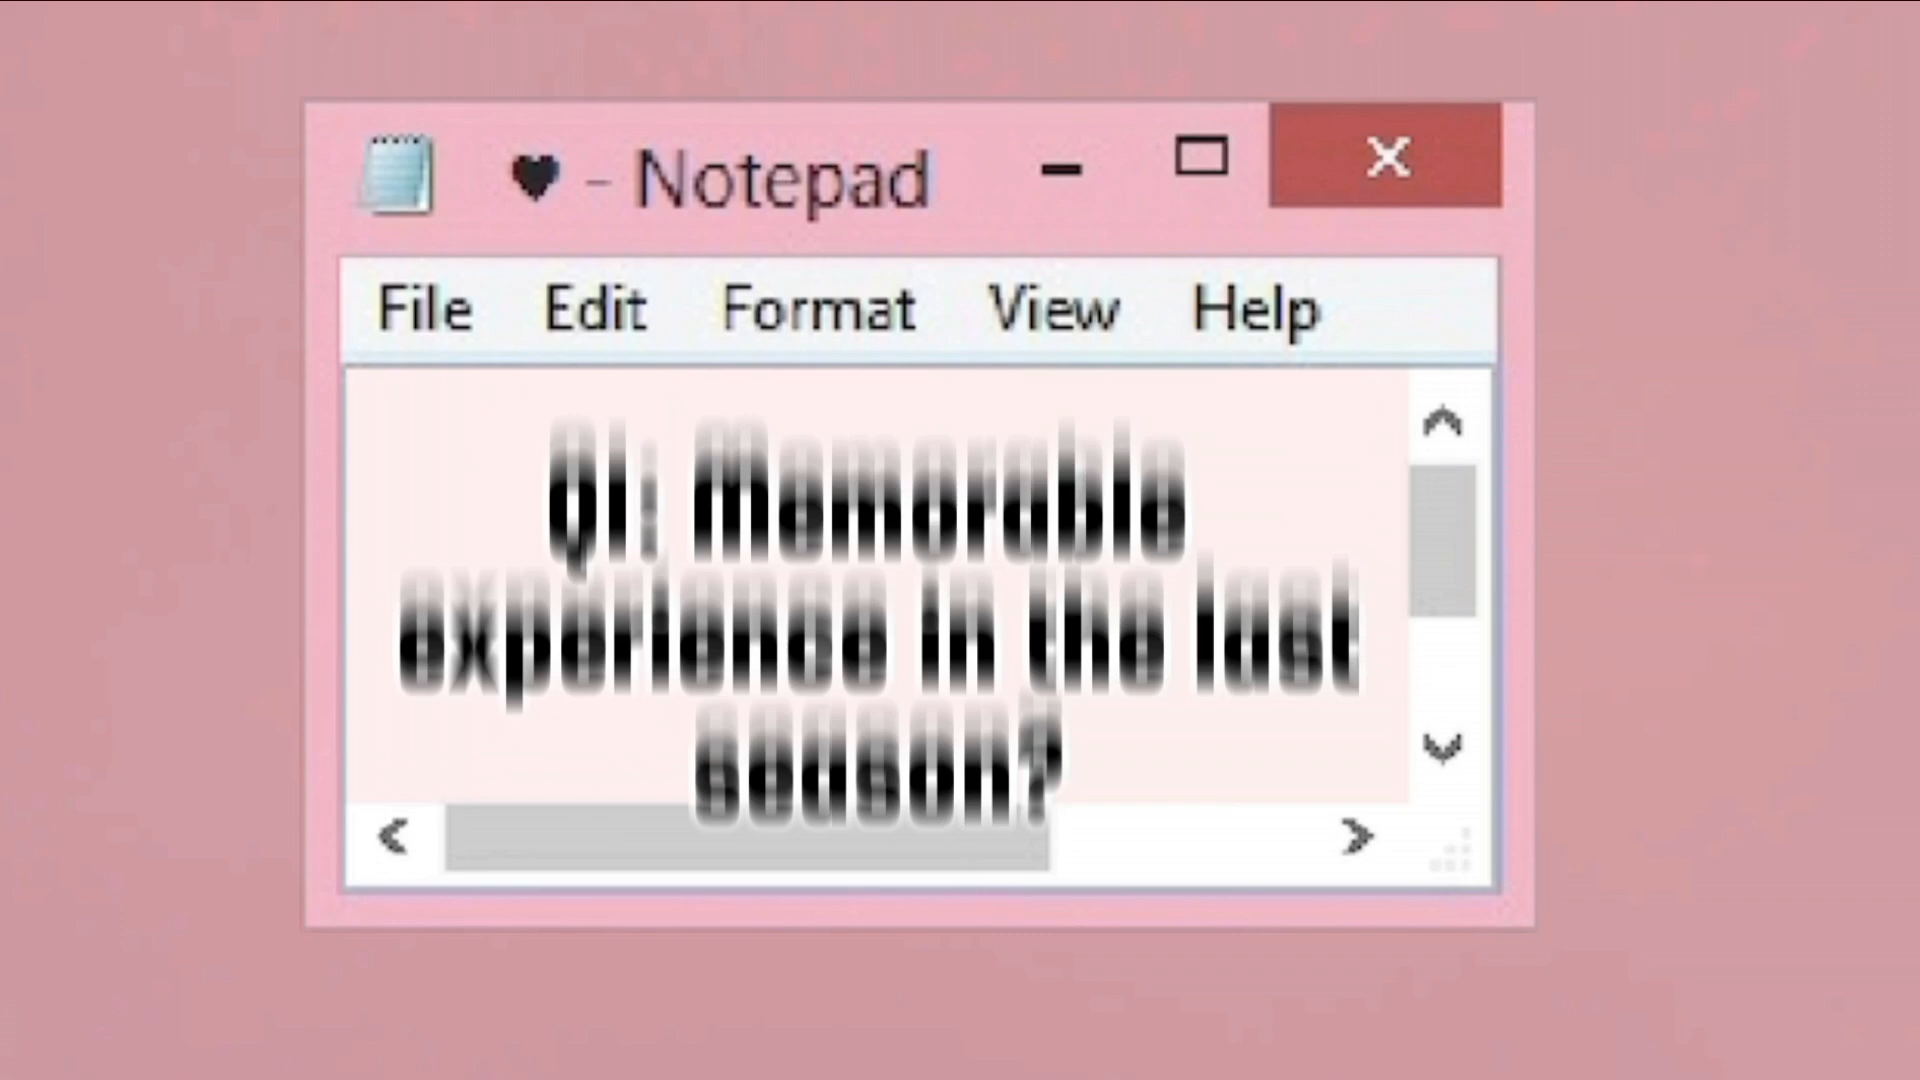 ♥ - Notepad
File Edit Format View Help
Q1: Memorable
experience in the last
season?